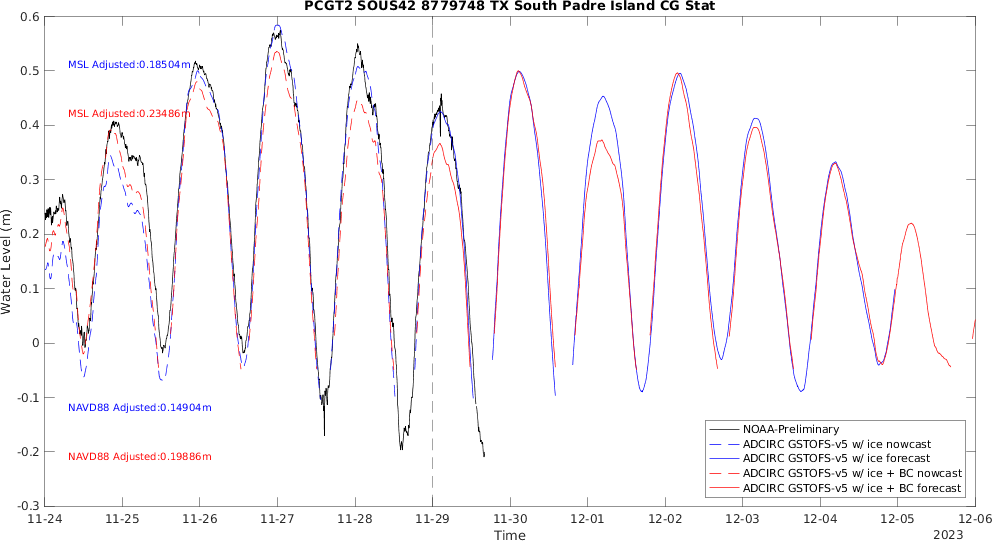 PCGT2 SOUS42 8779748 TX South Padre Island CG Stat
0.6
0.5
0.4
0.3
0.2
0.1
0
-0.1
-0.2
-0.3
Water Level (m)
MSL Adjusted:0.18504m
MSL Adjusted:0.23486m
NAVD88 Adjusted:0.14904m
NAVD88 Adjusted:0.19886m
NOAA-Preliminary
ADCIRC GSTOFS-v5 w/ ice nowcast
ADCIRC GSTOFS-v5 w/ ice forecast
ADCIRC GSTOFS-v5 w/ ice + BC nowcast
ADCIRC GSTOFS-v5 w/ ice + BC forecast
11-24 11-25 11-26 11-27 11-28 11-29 11-30 12-01 12-02 12-03 12-04 12-05 12-06
Time
2023